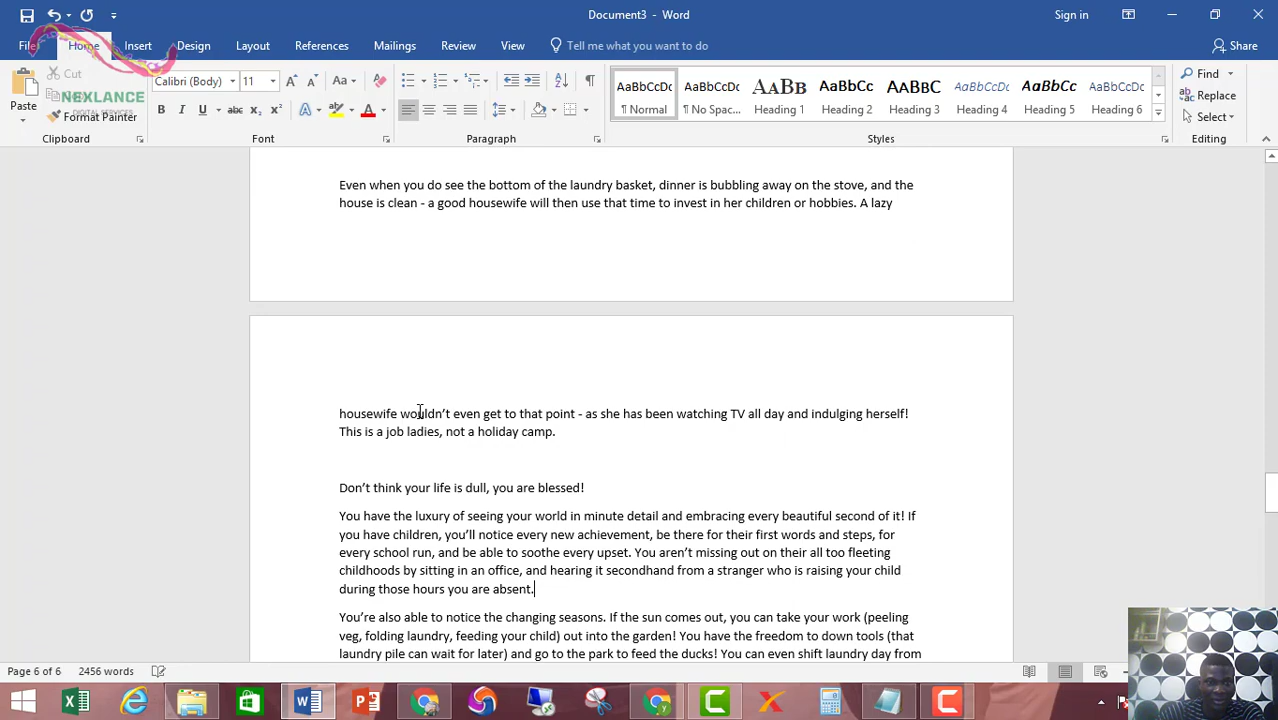 Document3 - Word
Sign in
File
Home
Insert
Design
Layout
References
Mailings
Review
View
Tell me what you want to do
Share
Paste
Cut
Format Painter
NEXLANCE
DIGITAL SERVICES
Calibri (Body)
11
AaBbCcDc
AaBbCcDc
AaBbC
AaBbCc
AABBC
AaBbCcDc
AaBbCc
AaBbCcDc
¶ Normal
¶ No Spac...
Heading 1
Heading 2
Heading 3
Heading 4
Heading 5
Heading 6
Find
Replace
Select
Clipboard
Font
Paragraph
Styles
Editing
Even when you do see the bottom of the laundry basket, dinner is bubbling away on the stove, and the
house is clean - a good housewife will then use that time to invest in her children or hobbies. A lazy
housewife wouldn’t even get to that point - as she has been watching TV all day and indulging herself!
This is a job ladies, not a holiday camp.
Don’t think your life is dull, you are blessed!
You have the luxury of seeing your world in minute detail and embracing every beautiful second of it! If
you have children, you’ll notice every new achievement, be there for their first words and steps, for
every school run, and be able to soothe every upset. You aren’t missing out on their all too fleeting
childhoods by sitting in an office, and hearing it secondhand from a stranger who is raising your child
during those hours you are absent.
You’re also able to notice the changing seasons. If the sun comes out, you can take your work (peeling
veg, folding laundry, feeding your child) out into the garden! You have the freedom to down tools (that
laundry pile can wait for later) and go to the park to feed the ducks! You can even shift laundry day from
Page 6 of 6
2456 words